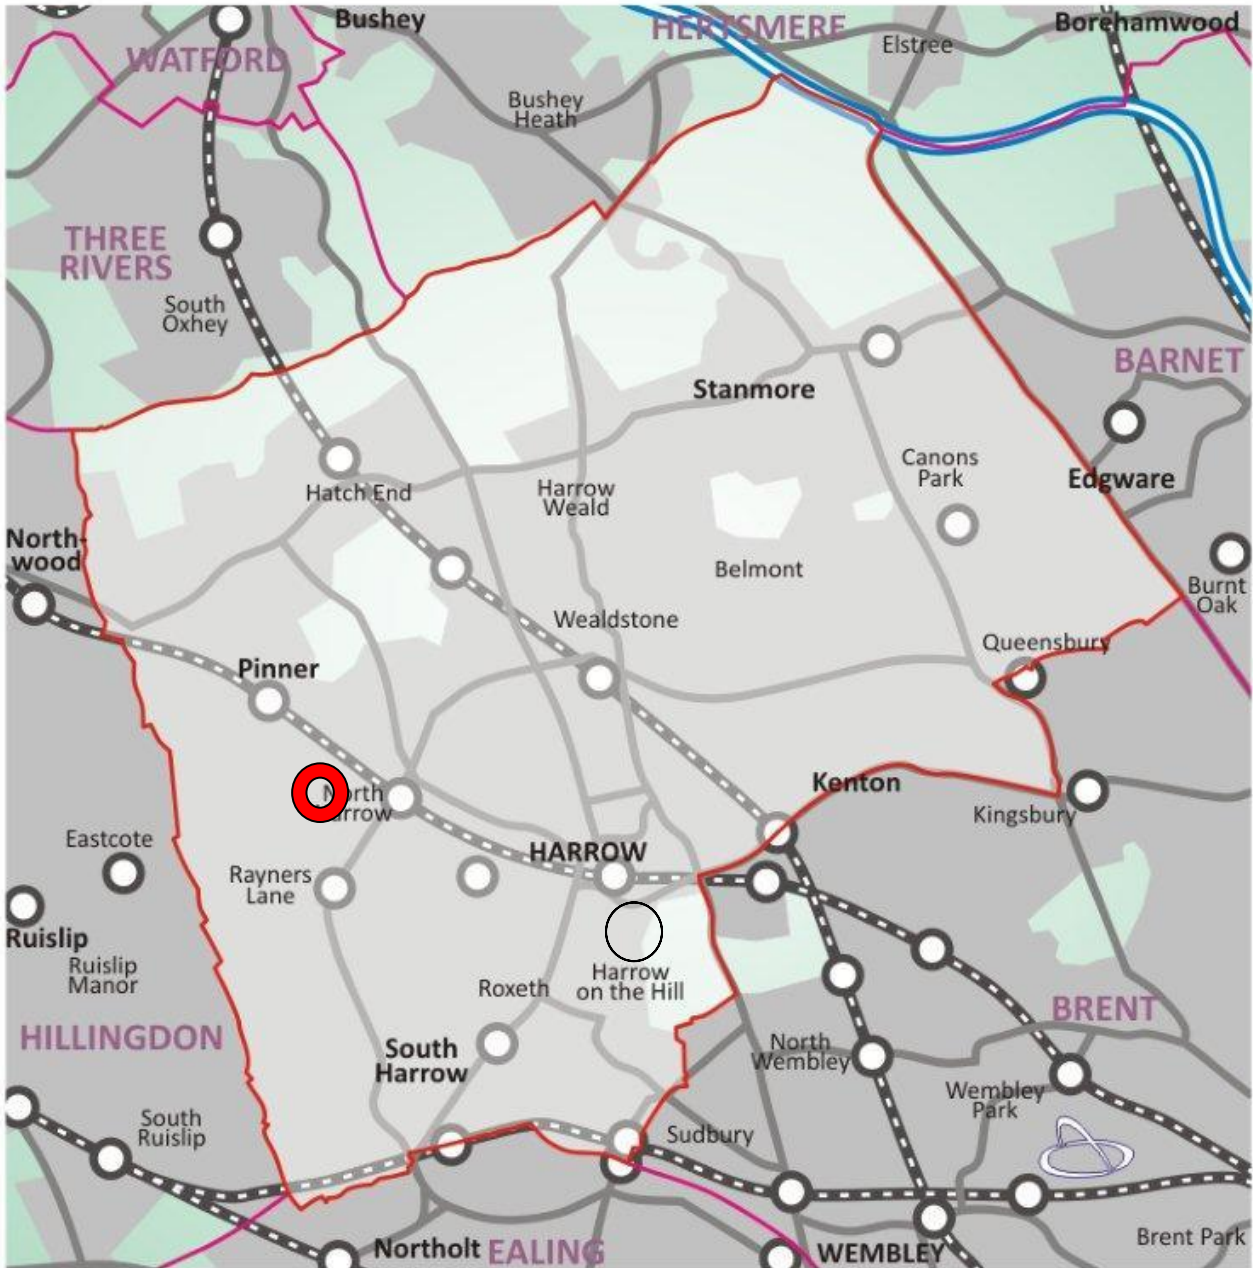 Bushey
HERTSMERE
Borehamwood
Elstree
WATFORD
Bushey
Heath
THREE
RIVERS
South
Oxhey
BARNET
Stanmore
Canons
Park
Edgware
Hatch End
Harrow
Weald
North-
wood
Belmont
Burnt
Oak
Wealdstone
Queensbury
Pinner
Kenton
North
Kingsbury
Eastcote
HARROW
Rayners
Lane
Ruislip
Ruislip
Manor
Harrow
on the Hill
Roxeth
BRENT
HILLINGDON
South
Harrow
North
Wembley
Wembley
Park
South
Ruislip
Sudbury
Brent Park
Northolt
EALING
WEMBLEY